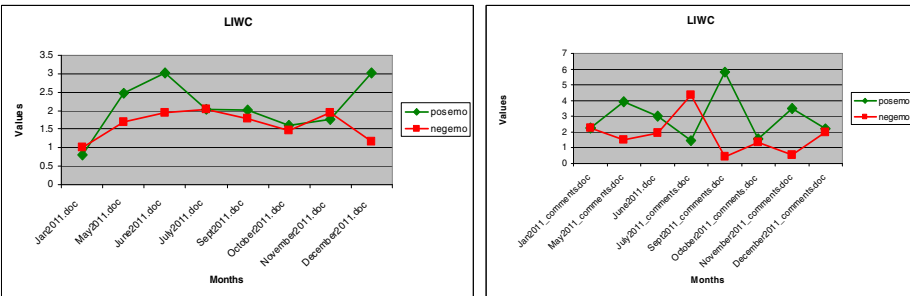 LIWC
3.5
3
2.5
2
1.5
1
0.5
0
Values
Jan2011.doc
May2011.doc
June2011.doc
July2011.doc
Sept2011.doc
October2011.doc
November2011.doc
December2011.doc
Months
posemo
negemo
LIWC
7
6
5
4
3
2
1
0
Values
Jan2011_comments.doc
May2011_comments.doc
June2011.doc
July2011_comments.doc
Sept2011_comments.doc
October2011_comments.doc
November2011_comments.doc
December2011_comments.doc
Months
posemo
negemo